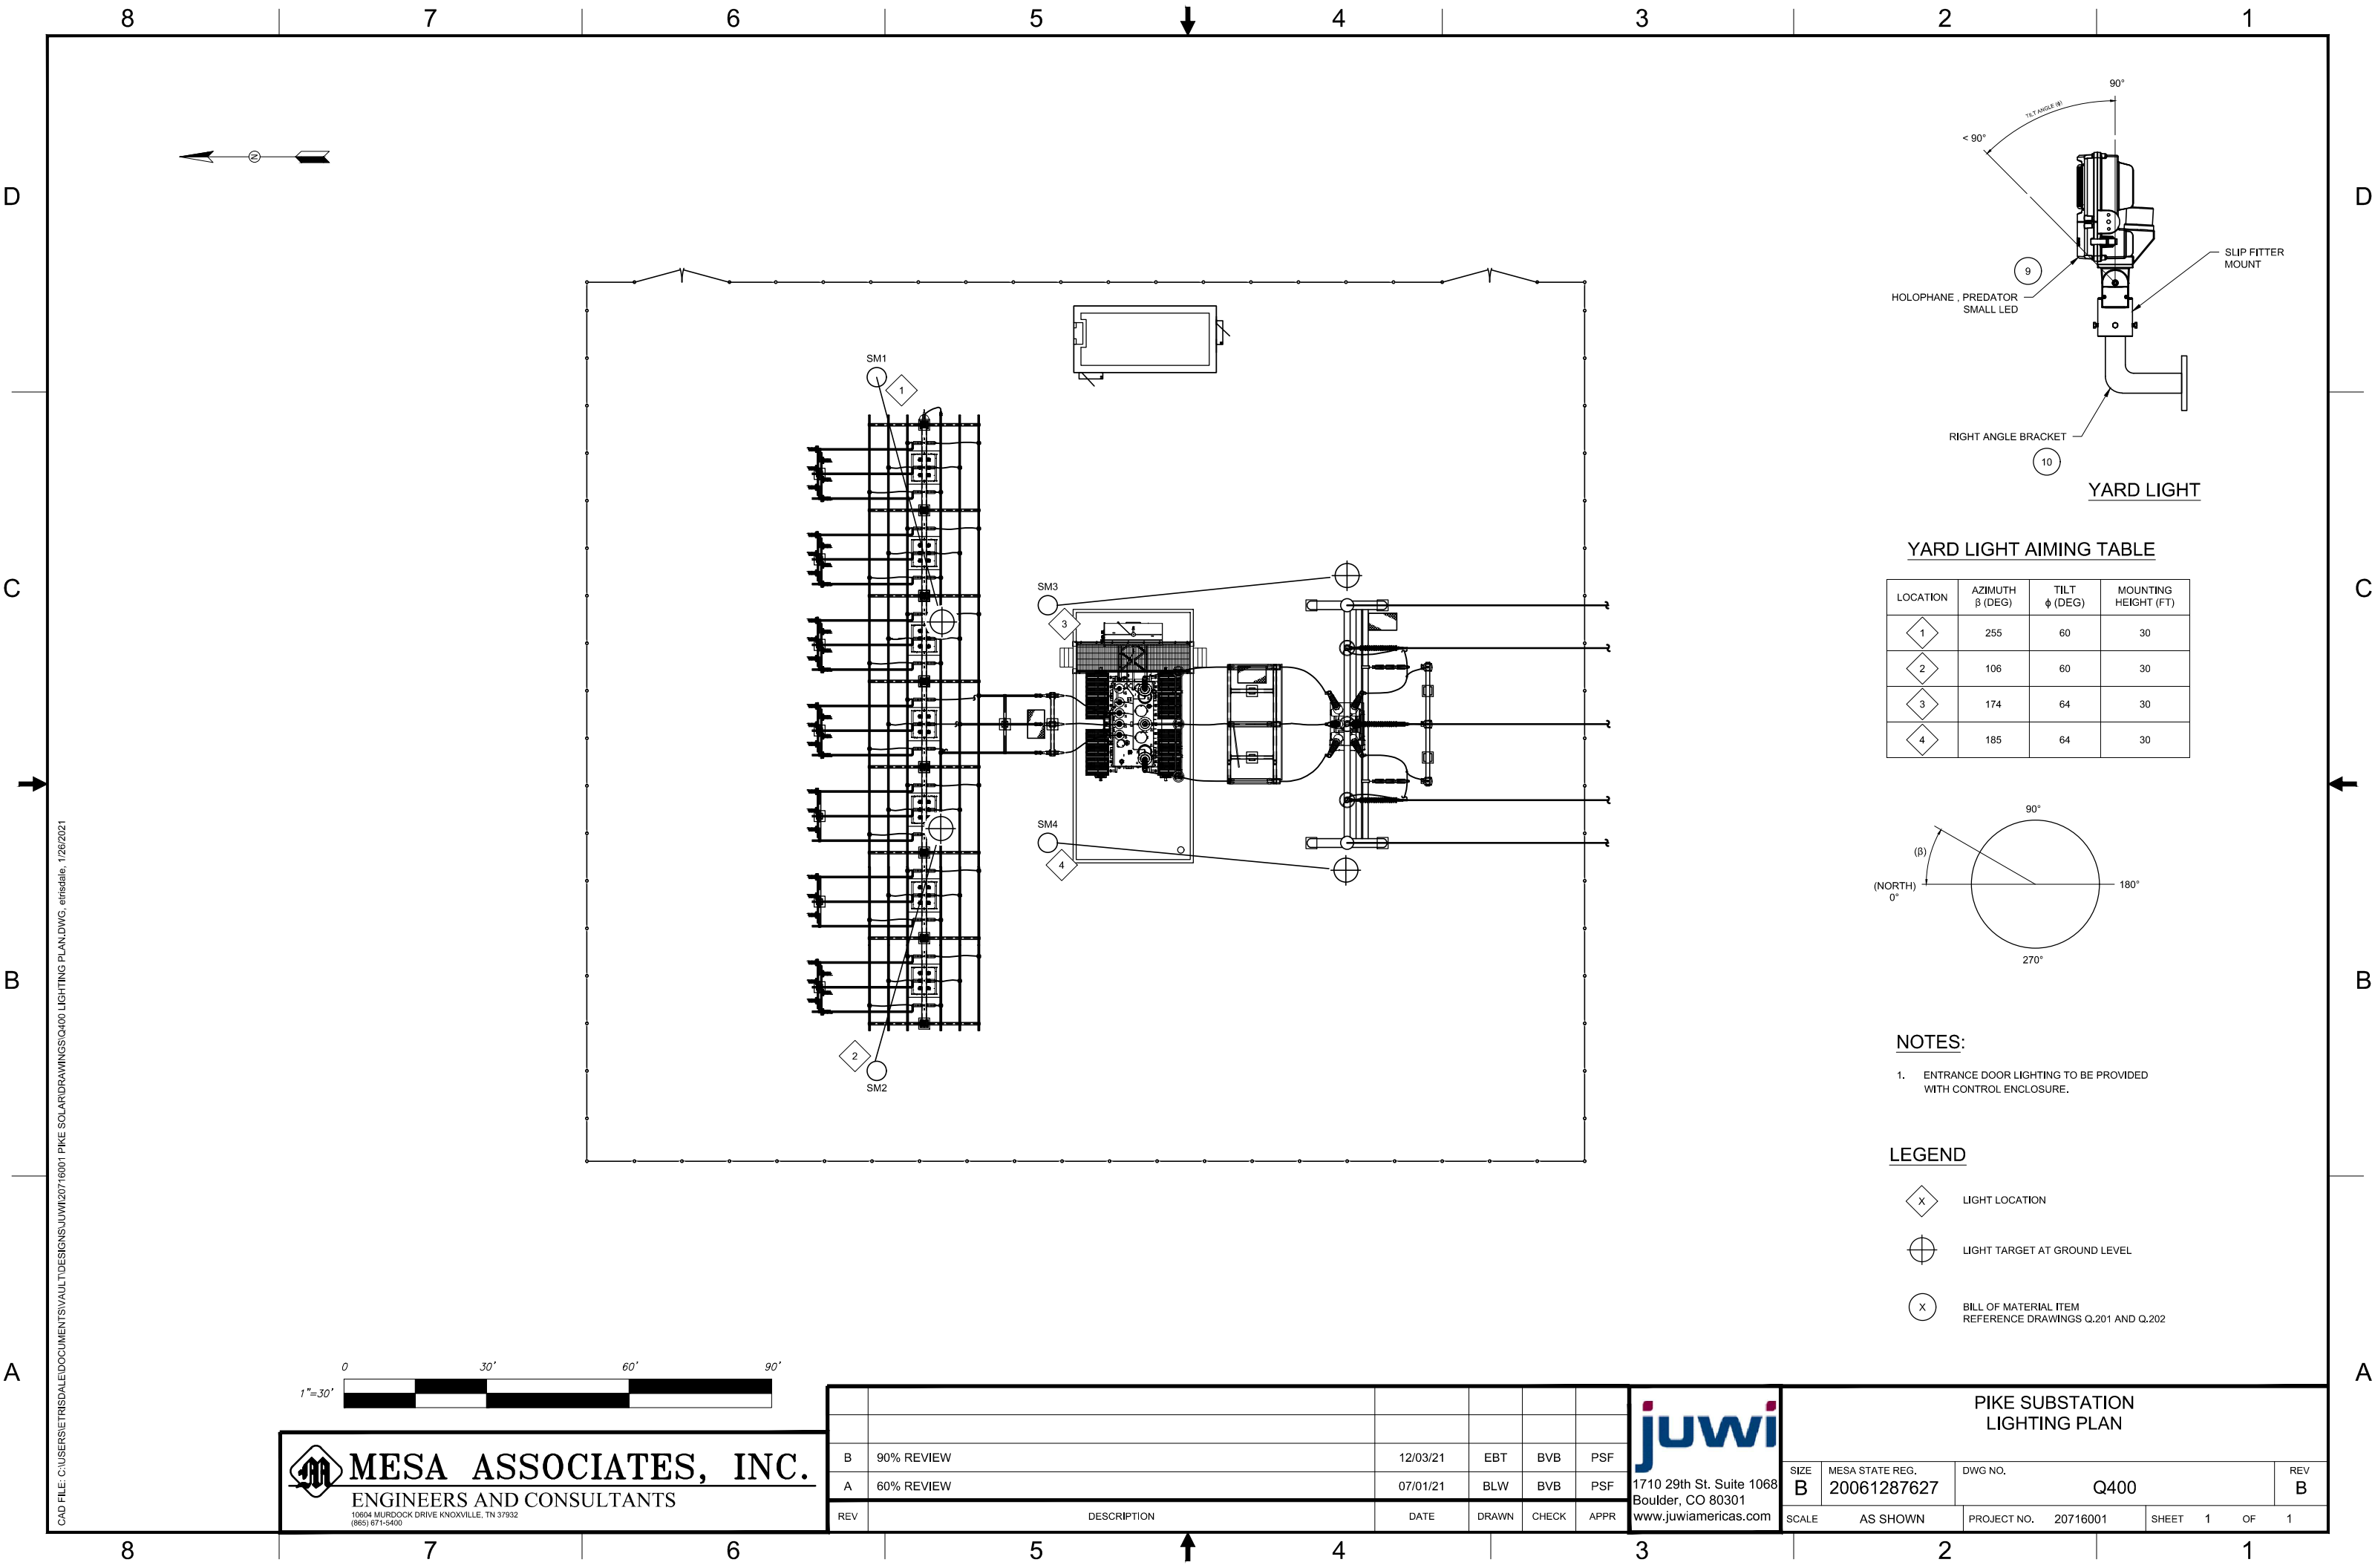 8 7 6 5 4 3 2 1
D
C
B
A
D
C
B
A
N
90°
TILT ANGLE (ϕ)
< 90°
9
SLIP FITTER
MOUNT
HOLOPHANE , PREDATOR
SMALL LED
RIGHT ANGLE BRACKET
10
YARD LIGHT
SM1
1
SM3
3
SM4
4
2
SM2
YARD LIGHT AIMING TABLE
LOCATION AZIMUTH β (DEG) TILT ϕ (DEG) MOUNTING HEIGHT (FT)
1 255 60 30
2 106 60 30
3 174 64 30
4 185 64 30
90°
(β)
(NORTH)
0°
180°
270°
NOTES:
1. ENTRANCE DOOR LIGHTING TO BE PROVIDED
WITH CONTROL ENCLOSURE.
LEGEND
X LIGHT LOCATION
LIGHT TARGET AT GROUND LEVEL
X BILL OF MATERIAL ITEM
REFERENCE DRAWINGS Q.201 AND Q.202
CAD FILE: C:\USERS\ETRISDALE\DOCUMENTS\VAULT\DESIGNS\JUWI\20716001 PIKE SOLAR\DRAWINGS\Q400 LIGHTING PLAN.DWG, etrisdale, 1/26/2021
0 30' 60' 90'
1"=30'
MESA ASSOCIATES, INC.
ENGINEERS AND CONSULTANTS
10604 MURDOCK DRIVE KNOXVILLE, TN 37932
(865) 671-5400
B 90% REVIEW 12/03/21 EBT BVB PSF
A 60% REVIEW 07/01/21 BLW BVB PSF
REV DESCRIPTION DATE DRAWN CHECK APPR
juwi
1710 29th St. Suite 1068
Boulder, CO 80301
www.juwiamericas.com
PIKE SUBSTATION
LIGHTING PLAN
SIZE B
MESA STATE REG. 20061287627
DWG NO. Q400
REV B
SCALE AS SHOWN PROJECT NO. 20716001 SHEET 1 OF 1
8 7 6 5 4 3 2 1